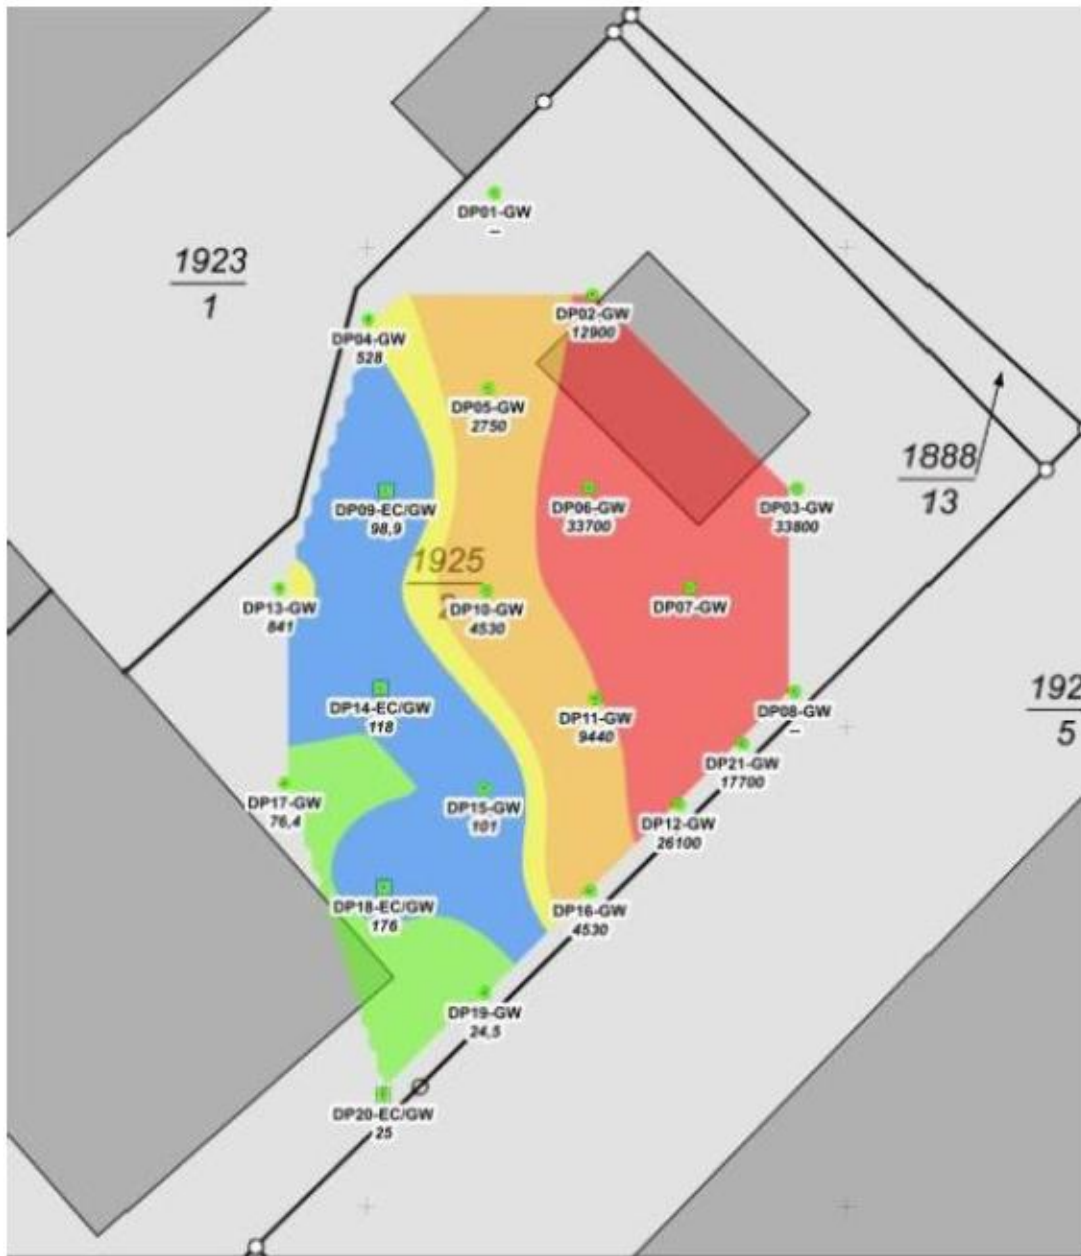 DP01-GW
–
1923
1
DP02-GW
12900
DP04-GW
528
DP05-GW
2750
1888
13
DP09-EC/GW
98,9
DP06-GW
33700
DP03-GW
33800
1925
DP13-GW
841
DP10-GW
4530
DP07-GW
DP14-EC/GW
118
DP11-GW
9440
DP08-GW
–
192
5
DP21-GW
17700
DP17-GW
76,4
DP15-GW
101
DP12-GW
26100
DP18-EC/GW
176
DP16-GW
4530
DP19-GW
24,5
DP20-EC/GW
25